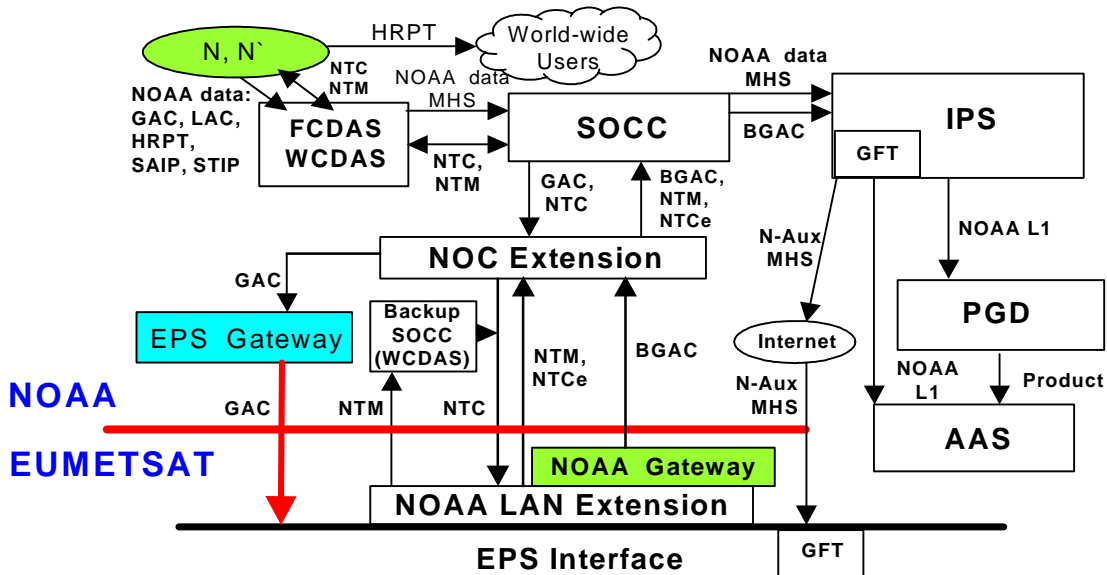 N, N`
HRPT
World-wide
Users
NTC
NTM
NOAA data:
GAC, LAC,
HRPT,
SAIP, STIP
FCDAS
WCDAS
NOAA data
MHS
NTC,
NTM
SOCC
NOAA data
MHS
BGAC
IPS
GFT
GAC,
NTC
BGAC,
NTM,
NTCe
N-Aux
MHS
NOAA L1
NOC Extension
GAC
EPS Gateway
Backup
SOCC
(WCDAS)
NTM,
NTCe
BGAC
Internet
PGD
NOAA
L1
Product
N-Aux
MHS
AAS
NOAA
GAC
NTM
NTC
EUMETSAT
NOAA Gateway
NOAA LAN Extension
EPS Interface
GFT